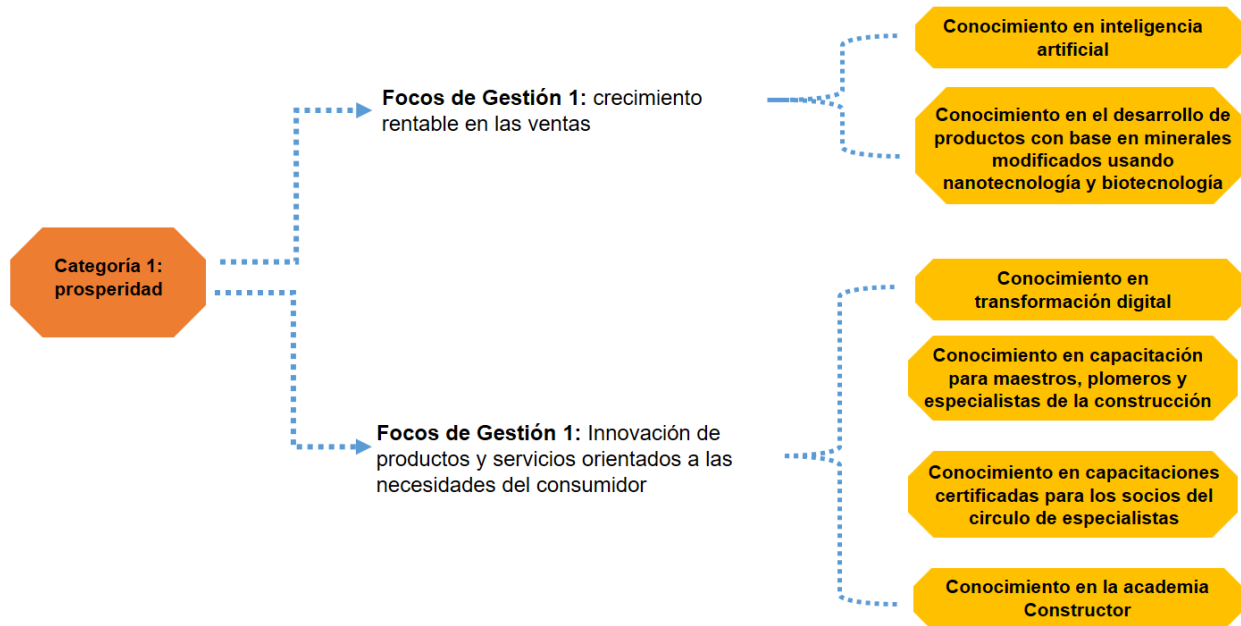 Categoría 1:
prosperidad
Focos de Gestión 1: crecimiento
rentable en las ventas
Conocimiento en inteligencia
artificial
Conocimiento en el desarrollo de
productos con base en minerales
modificados usando
nanotecnología y biotecnología
Focos de Gestión 1: Innovación de
productos y servicios orientados a las
necesidades del consumidor
Conocimiento en
transformación digital
Conocimiento en capacitación
para maestros, plomeros y
especialistas de la construcción
Conocimiento en capacitaciones
certificadas para los socios del
circulo de especialistas
Conocimiento en la academia
Constructor